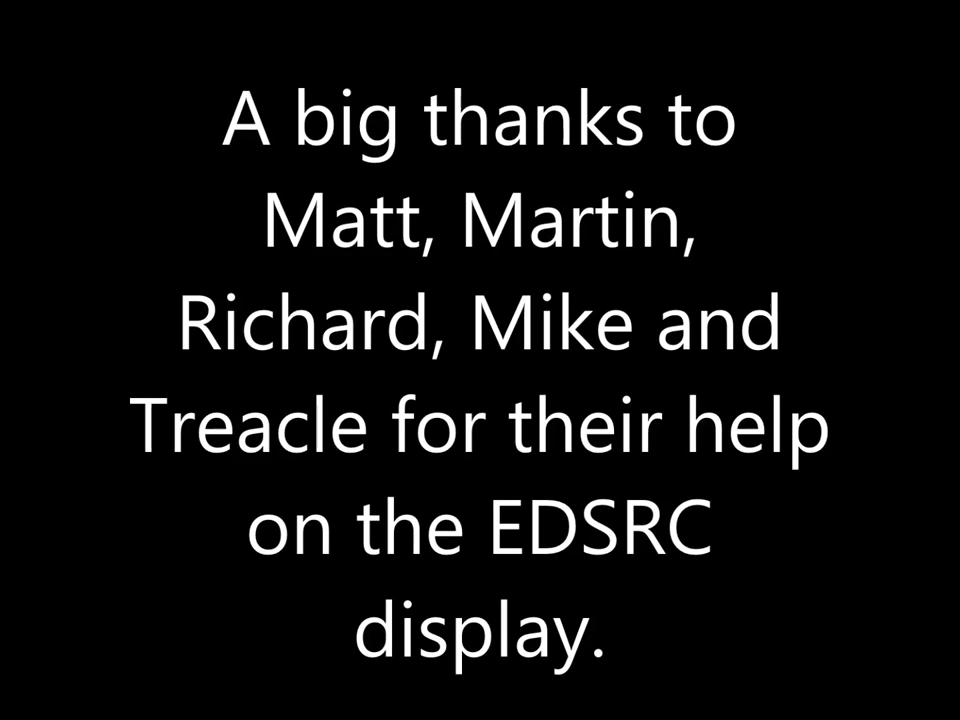 A big thanks to
Matt, Martin,
Richard, Mike and
Treacle for their help
on the EDSRC
display.